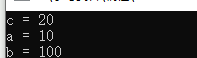 c = 20
a = 10
b = 100